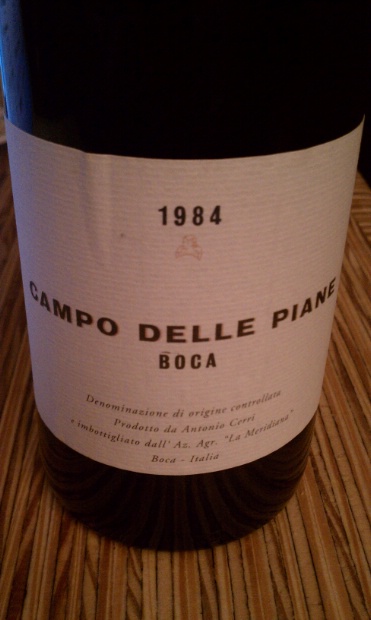 1984
CAMPO DELLE PIANE
BOCA
Denominazione di origine controllata
Prodotto da Antonio Cerri
e imbottigliato dall' Az. Agr. "La Meridiana"
Boca - Italia